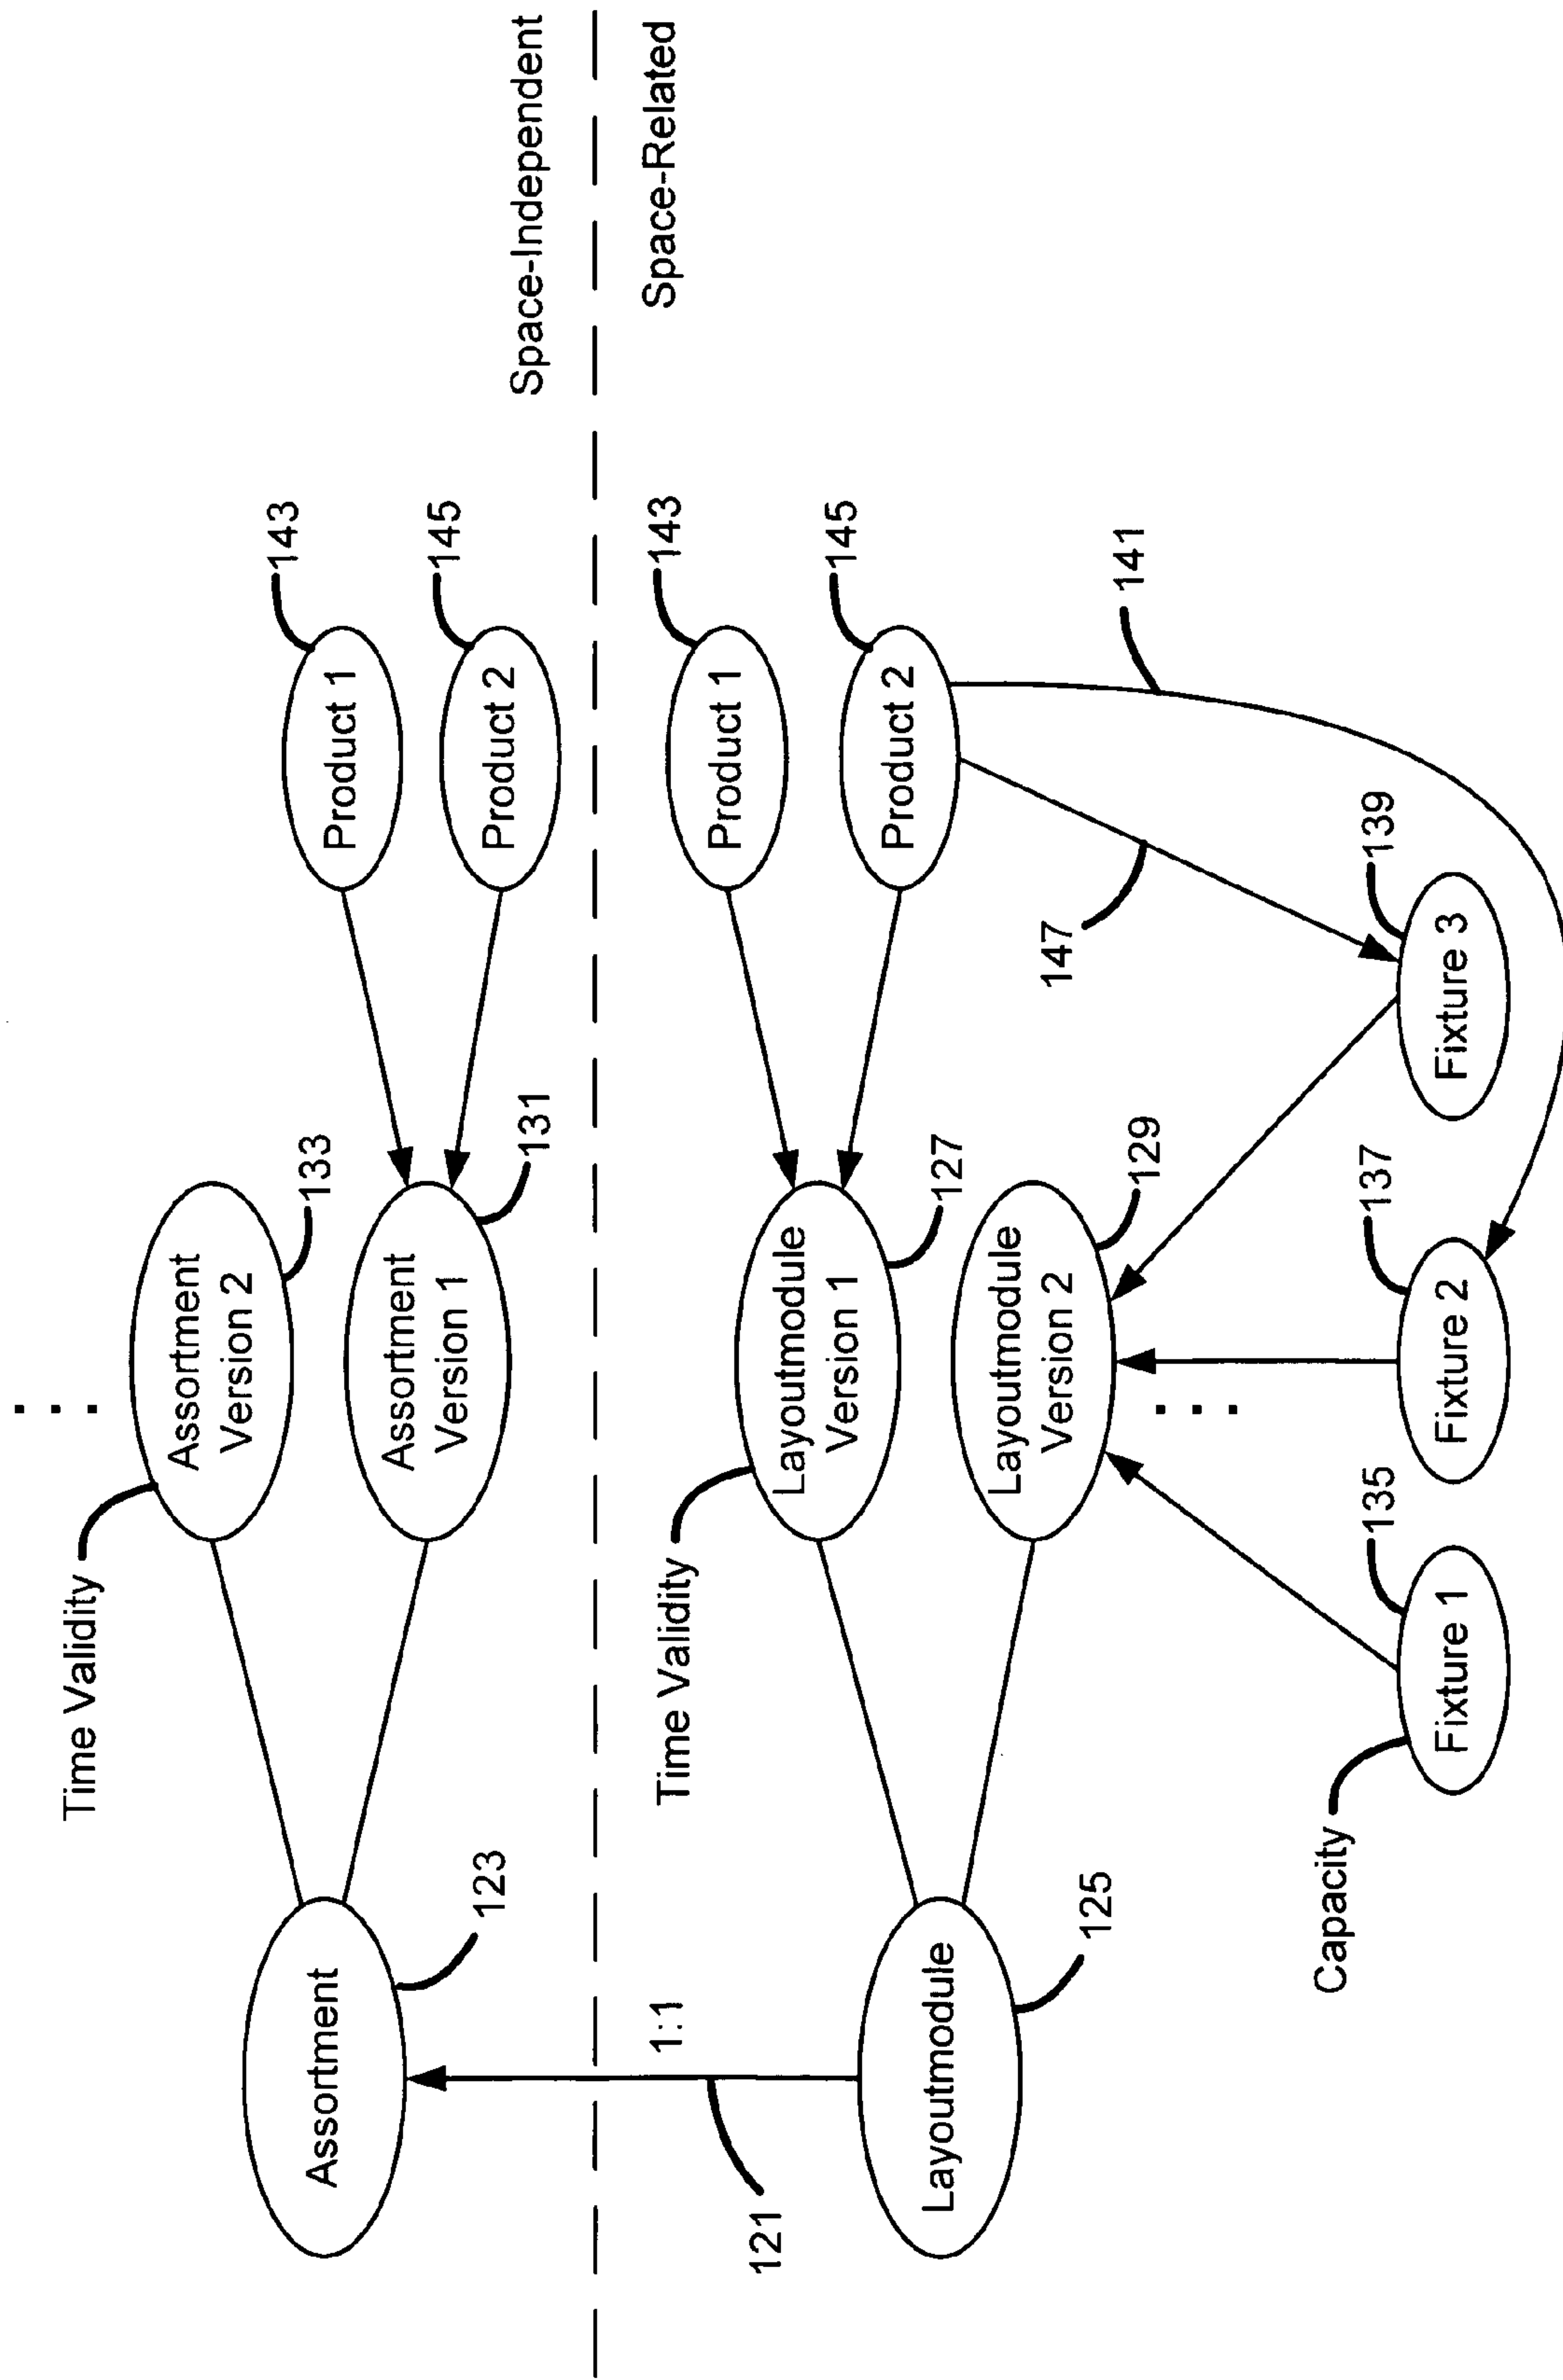 Time Validity
Assortment
Version 2
133
143
Assortment
123
Product 1
Assortment
Version 1
131
145
Product 2
Space-Independent
1:1
121
Space-Related
Time Validity
143
Product 1
Layoutmodule
Version 1
127
145
Product 2
Layoutmodule
125
Layoutmodule
Version 2
129
147
141
Capacity
135
137
139
Fixture 1
Fixture 2
Fixture 3